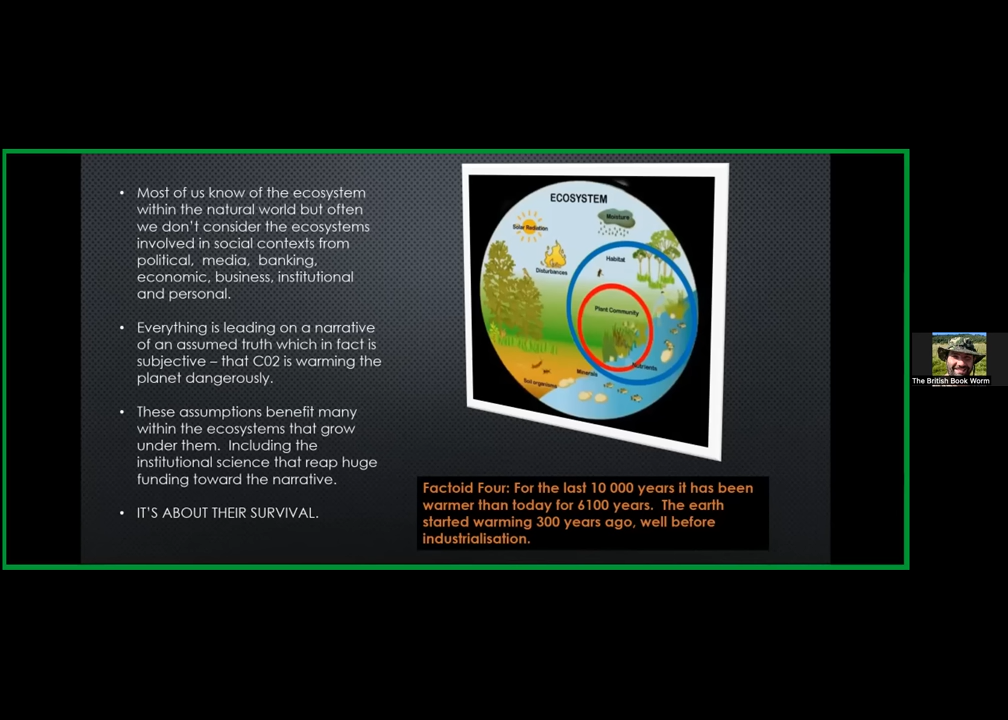 • Most of us know of the ecosystem
within the natural world but often
we don't consider the ecosystems
involved in social contexts from
political, media, banking,
economic, business, institutional
and personal.
• Everything is leading on a narrative
of an assumed truth which in fact is
subjective – that C02 is warming the
planet dangerously.
• These assumptions benefit many
within the ecosystems that grow
under them. Including the
institutional science that reap huge
funding toward the narrative.
• IT'S ABOUT THEIR SURVIVAL.
ECOSYSTEM
Moisture
Solar Radiation
Disturbances
Habitat
Plant Community
Nutrients
Minerals
Soil organisms
Factoid Four: For the last 10 000 years it has been
warmer than today for 6100 years. The earth
started warming 300 years ago, well before
industrialisation.
The British Book Worm